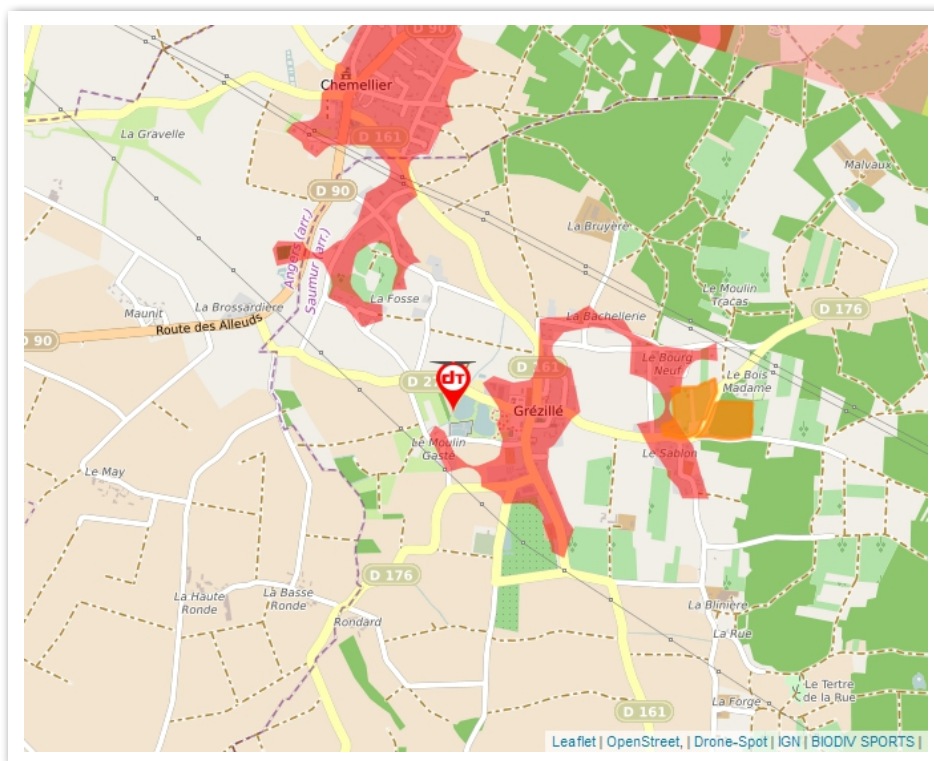 D 90
Chemellier
La Gravelle
D 161
Malvaux
D 90
La Bruyère
Angers (arr.)
Saumur (arr.)
Le Moulin
Tracas
La Fosse
La Brossardière
Maunit
Route des Alleuds
La Bachellerie
D 176
D 90
Le Bourg
Neuf
D 161
Le Bois
Madame
dT
Grézillé
Le Moulin
Gasté
Le Sablon
Le May
D 176
La Haute
Ronde
La Basse
Ronde
La Blinière
Rondard
La Rue
Le Tertre
de la Rue
La Forge
D 161
Leaflet | OpenStreet, | Drone-Spot | IGN | BIODIV SPORTS |